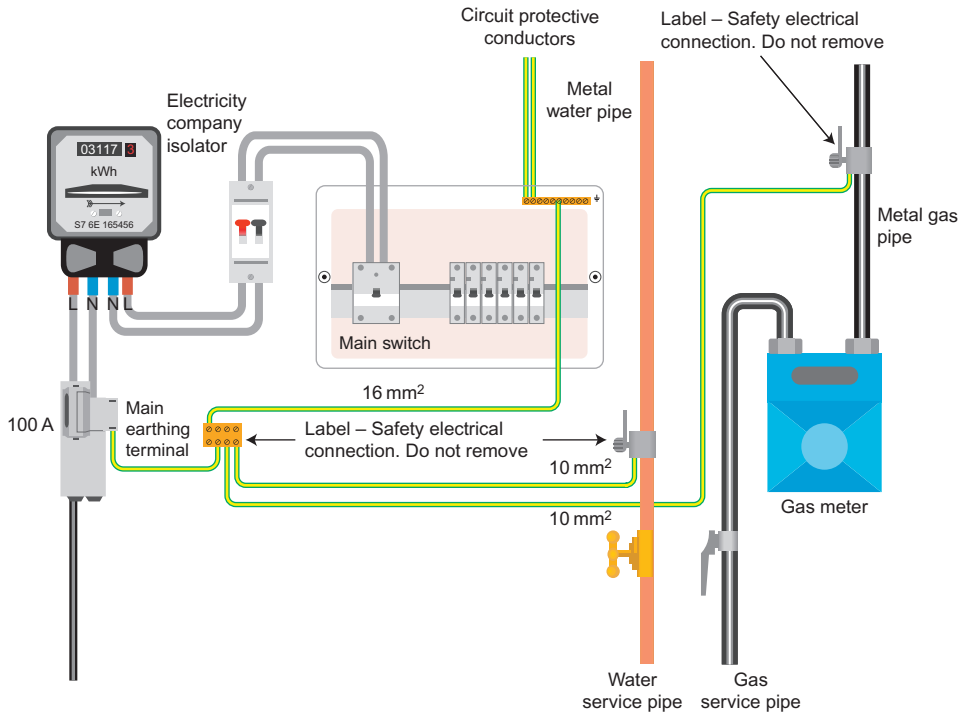 Circuit protective
conductors
Label – Safety electrical
connection. Do not remove
Metal
water pipe
Electricity
company
isolator
03117 3
kWh
S7 6E 165456
Metal gas
pipe
L N N L
Main switch
16 mm²
100 A
Main
earthing
terminal
Label – Safety electrical
connection. Do not remove
10 mm²
10 mm²
Gas meter
Water
service pipe
Gas
service pipe